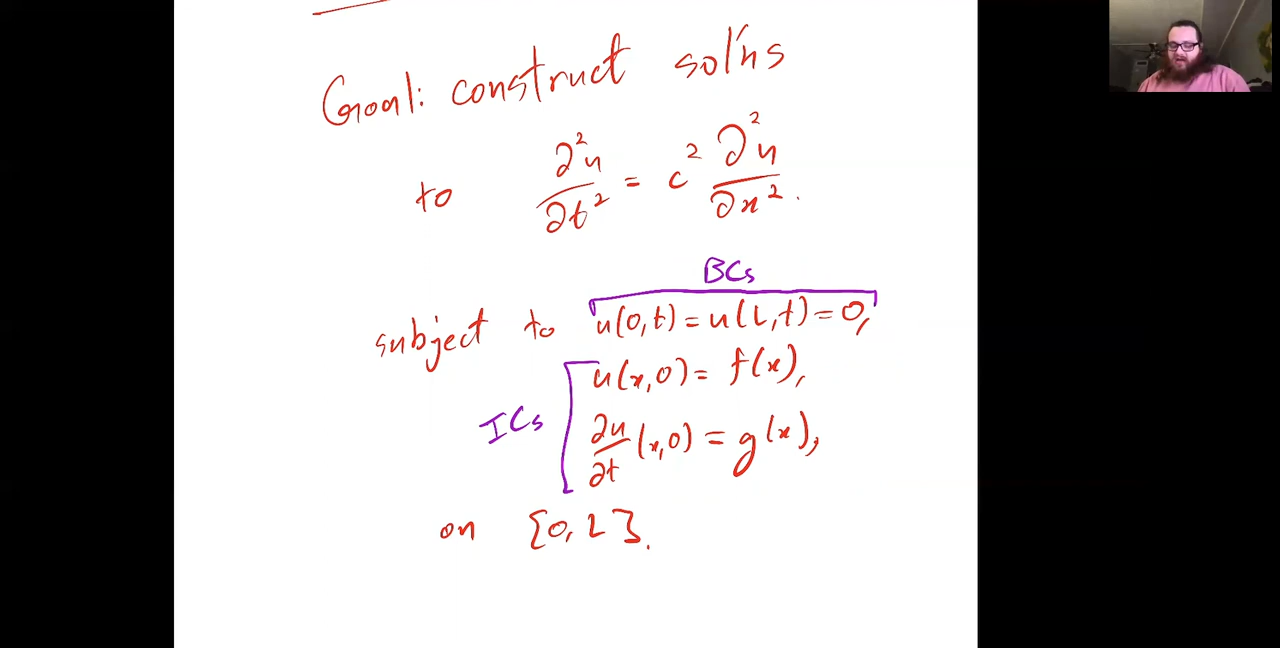 Goal: construct sol'ns
to ∂²u/∂t² = c² ∂²u/∂x².
BCs
subject to u(0,t) = u(L,t) = 0,
u(x,0) = f(x),
ICs
∂u/∂t (x,0) = g(x),
on [0,L].